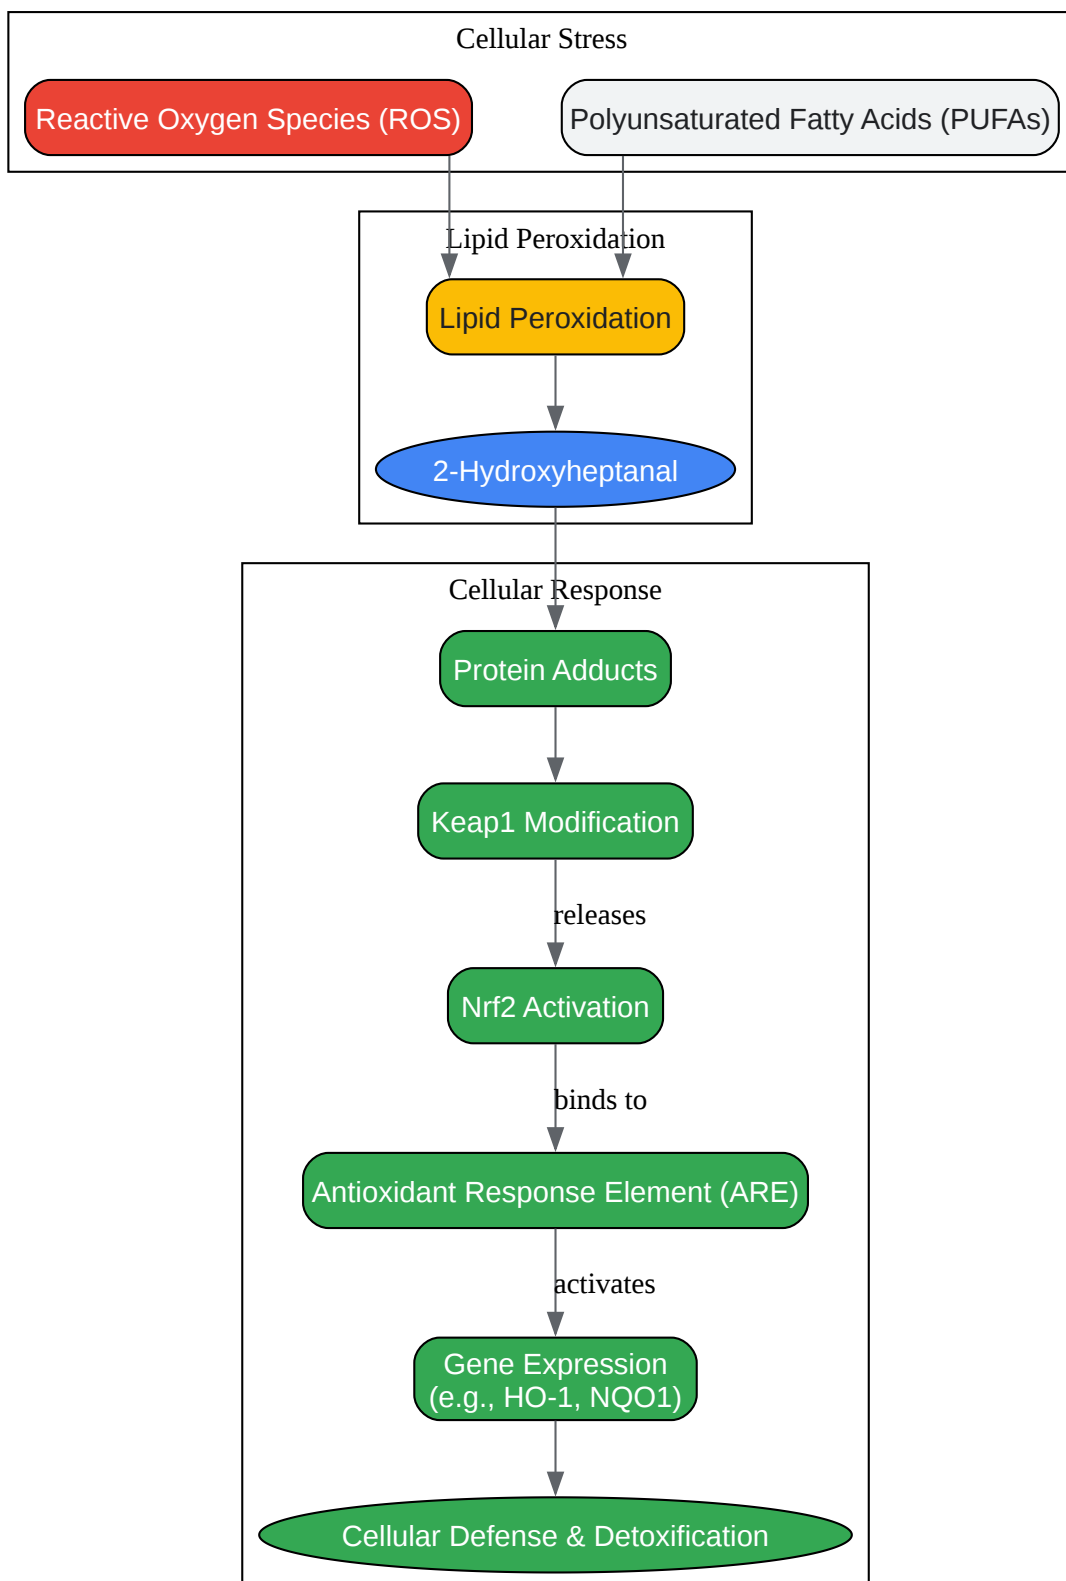 Cellular Stress
Reactive Oxygen Species (ROS)
Polyunsaturated Fatty Acids (PUFAs)
Lipid Peroxidation
Lipid Peroxidation
2-Hydroxyheptanal
Cellular Response
Protein Adducts
Keap1 Modification
releases
Nrf2 Activation
binds to
Antioxidant Response Element (ARE)
activates
Gene Expression
(e.g., HO-1, NQO1)
Cellular Defense & Detoxification